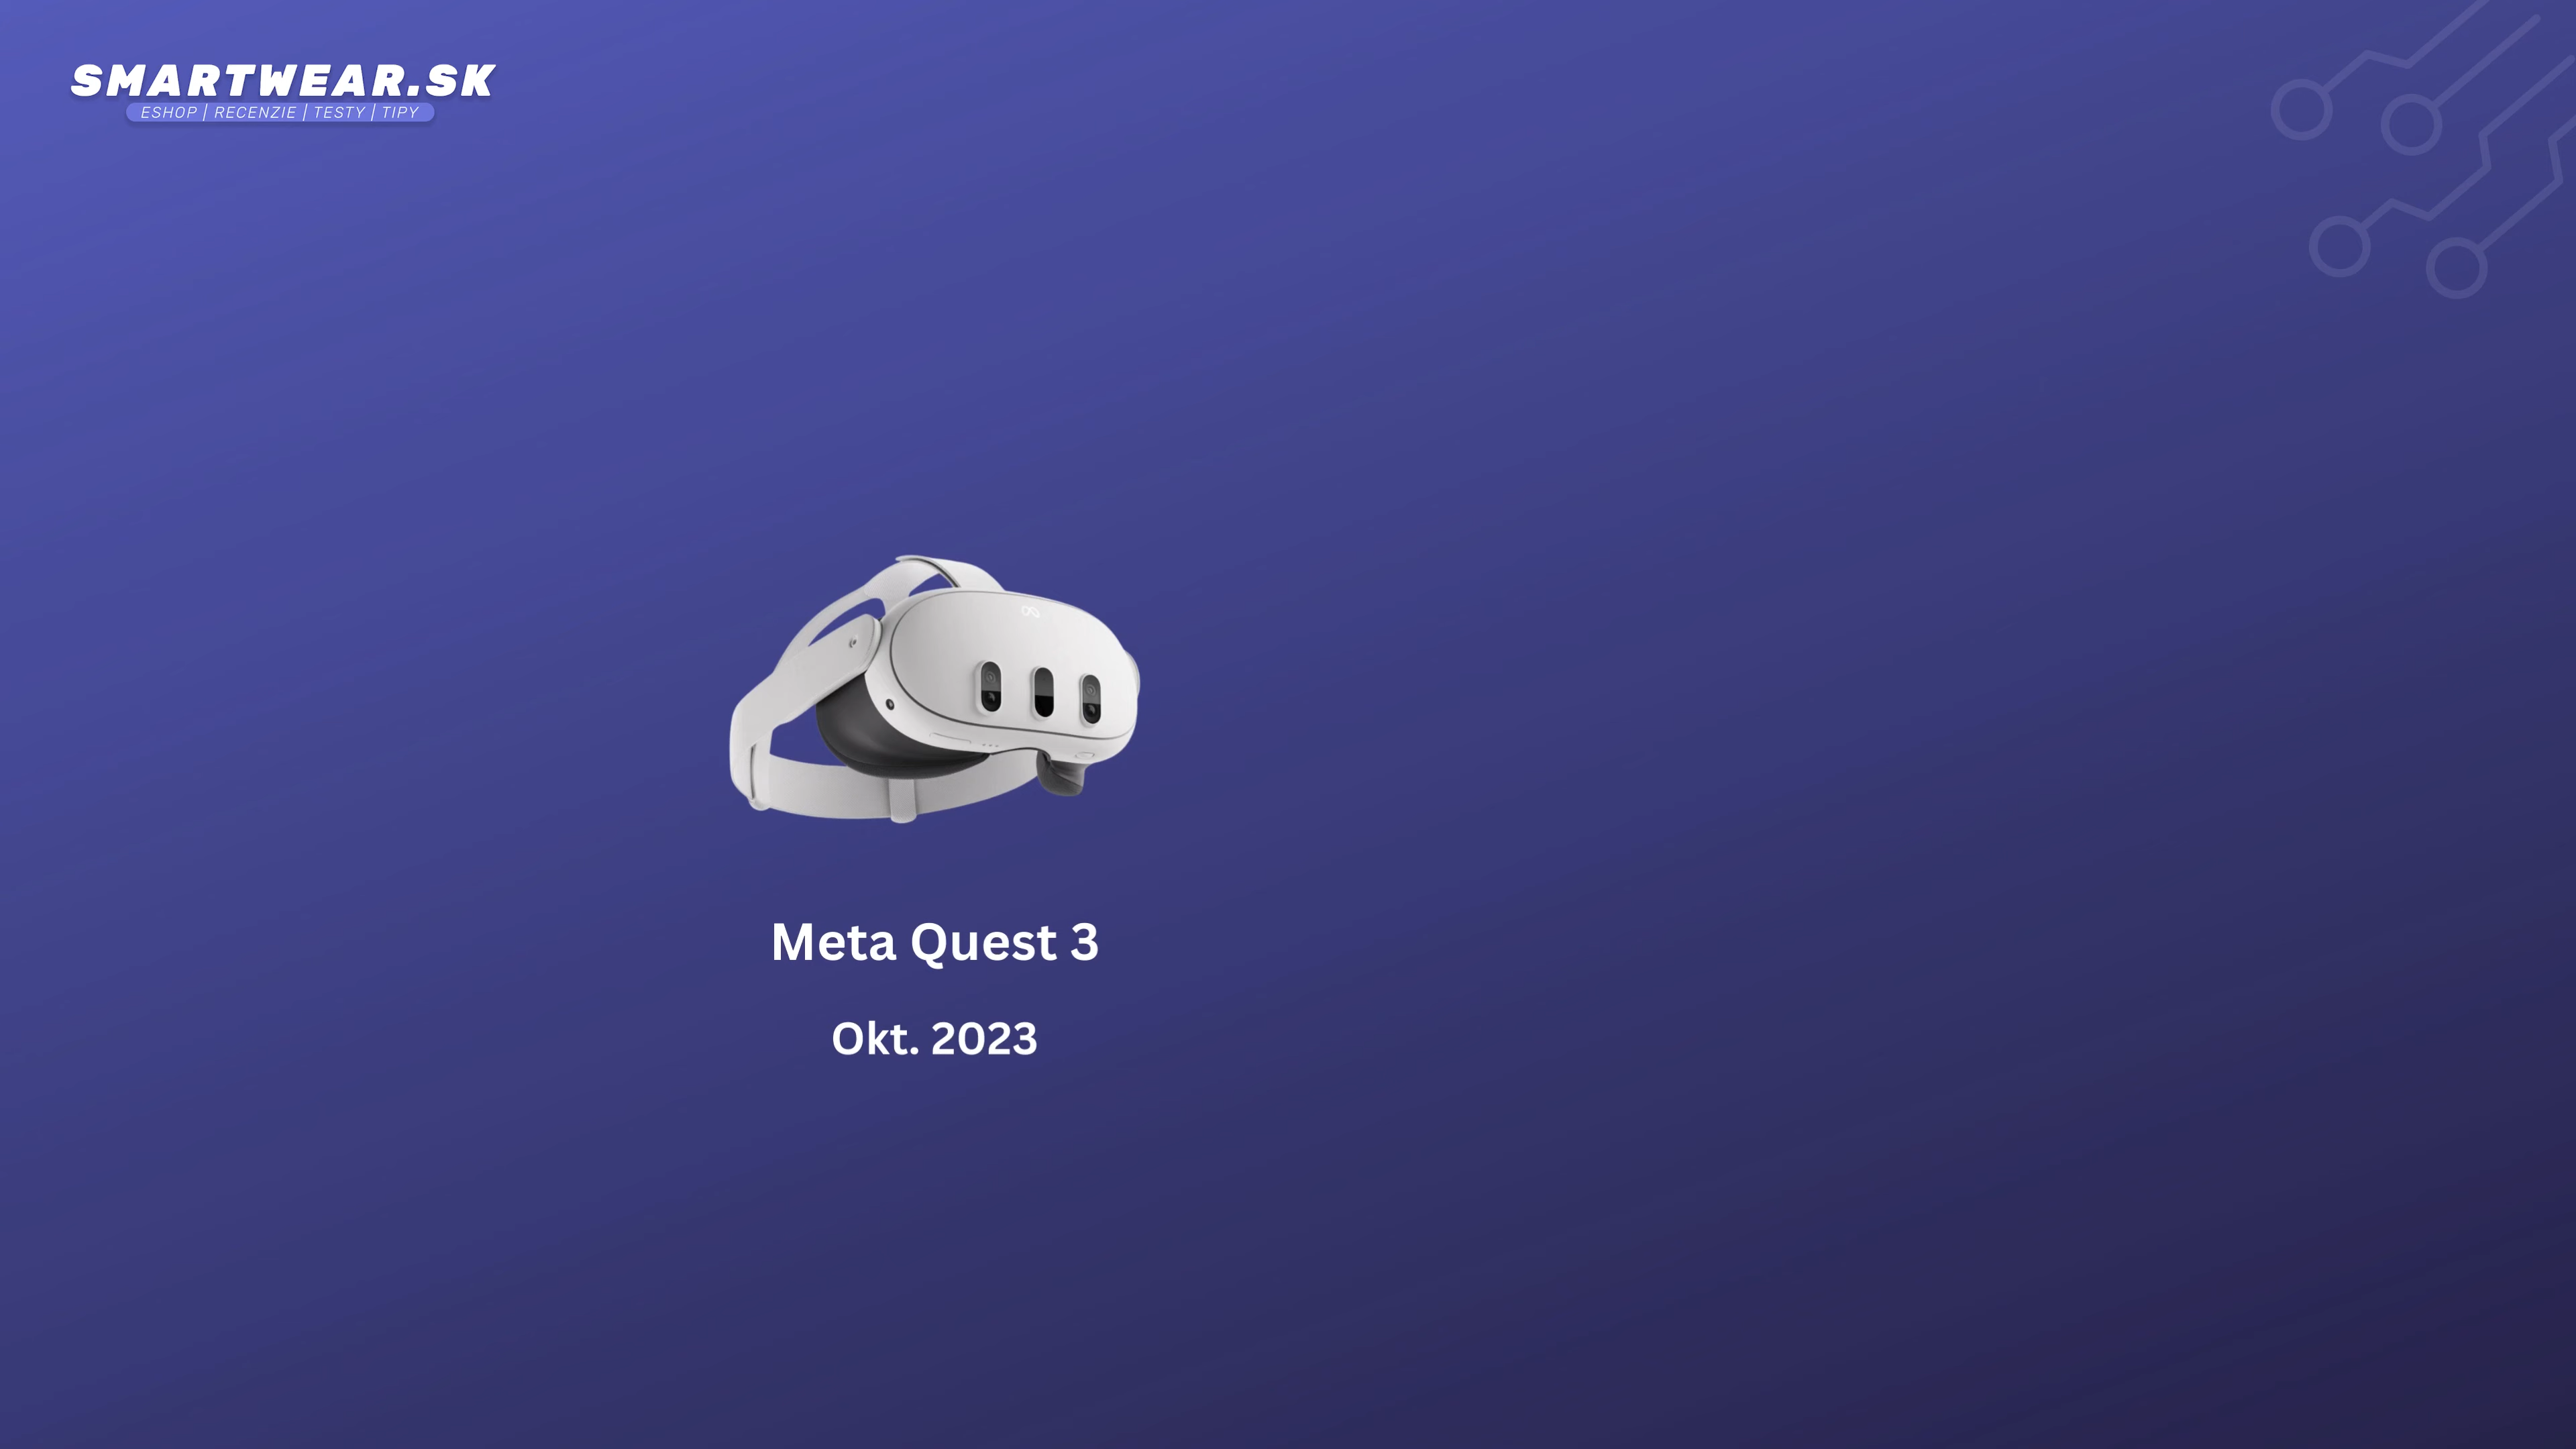 SMARTWEAR.SK
ESHOP | RECENZIE | TESTY | TIPY
Meta Quest 3
Okt. 2023